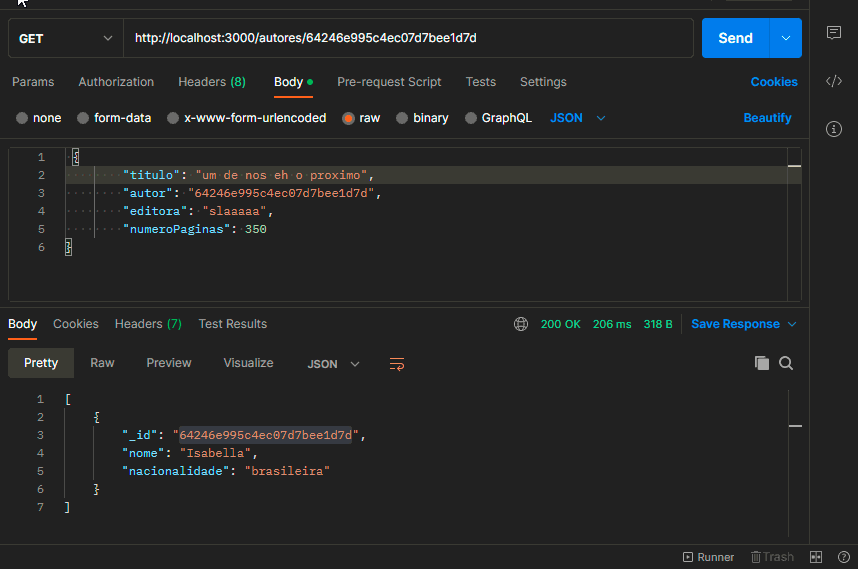 GET http://localhost:3000/autores/64246e995c4ec07d7bee1d7d Send
Params Authorization Headers (8) Body Pre-request Script Tests Settings Cookies
none form-data x-www-form-urlencoded raw binary GraphQL JSON Beautify
1 {
2 "titulo": "um de nos eh o proximo",
3 "autor": "64246e995c4ec07d7bee1d7d",
4 "editora": "slaaaaa",
5 "numeroPaginas": 350
6 }
Body Cookies Headers (7) Test Results 200 OK 206 ms 318 B Save Response
Pretty Raw Preview Visualize JSON
1 [
2 {
3 "_id": "64246e995c4ec07d7bee1d7d",
4 "nome": "Isabella",
5 "nacionalidade": "brasileira"
6 }
7 ]
Runner Trash